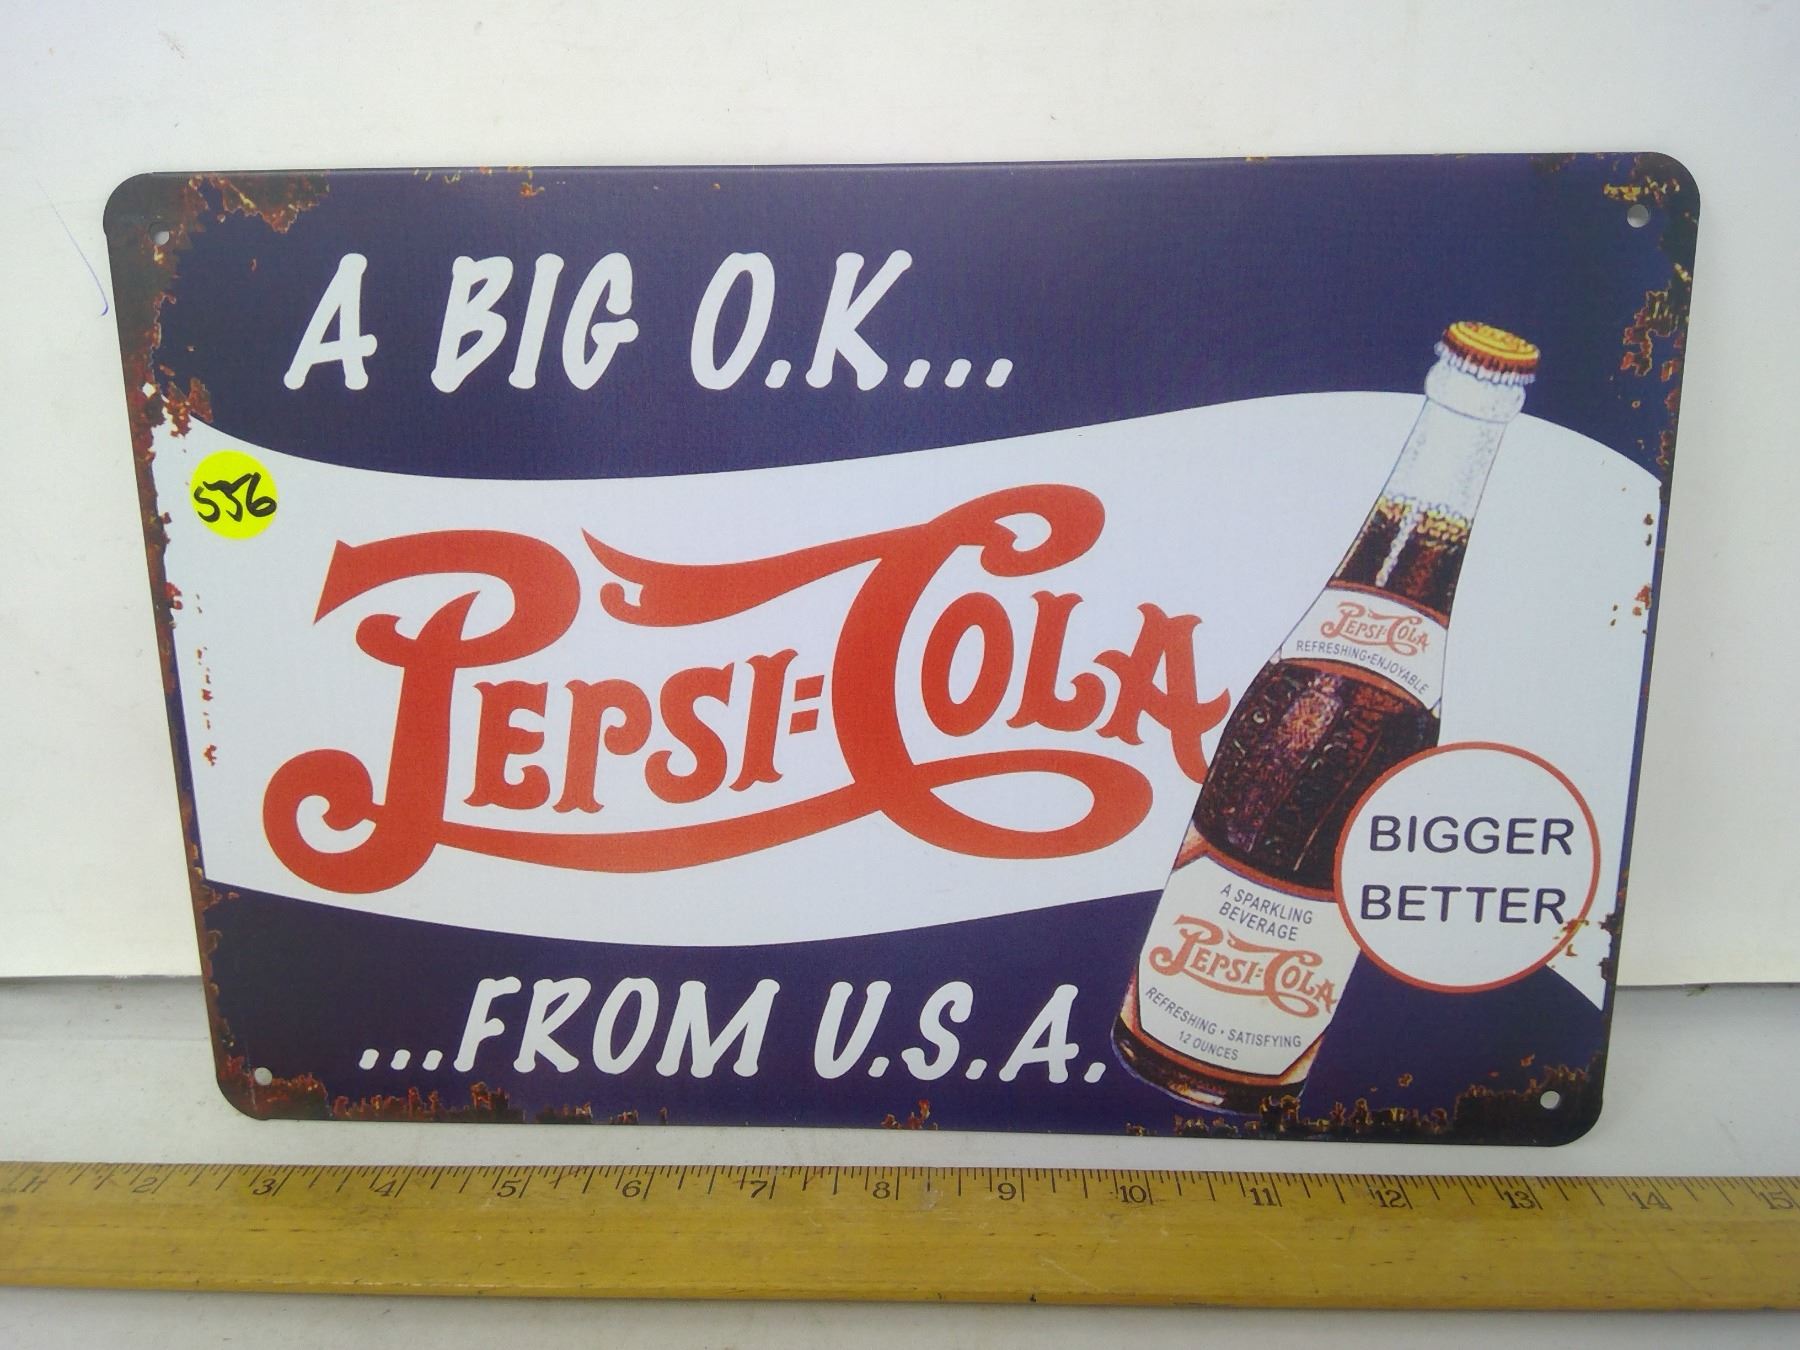 A BIG O.K...
556
PEPSI=COLA
PEPSI=COLA
REFRESHING•ENJOYABLE
BIGGER
BETTER
A SPARKLING
BEVERAGE
PEPSI=COLA
REFRESHING • SATISFYING
12 OUNCES
...FROM U.S.A.
2 3 4 5 6 7 8 9 10 11 12 13 14 15